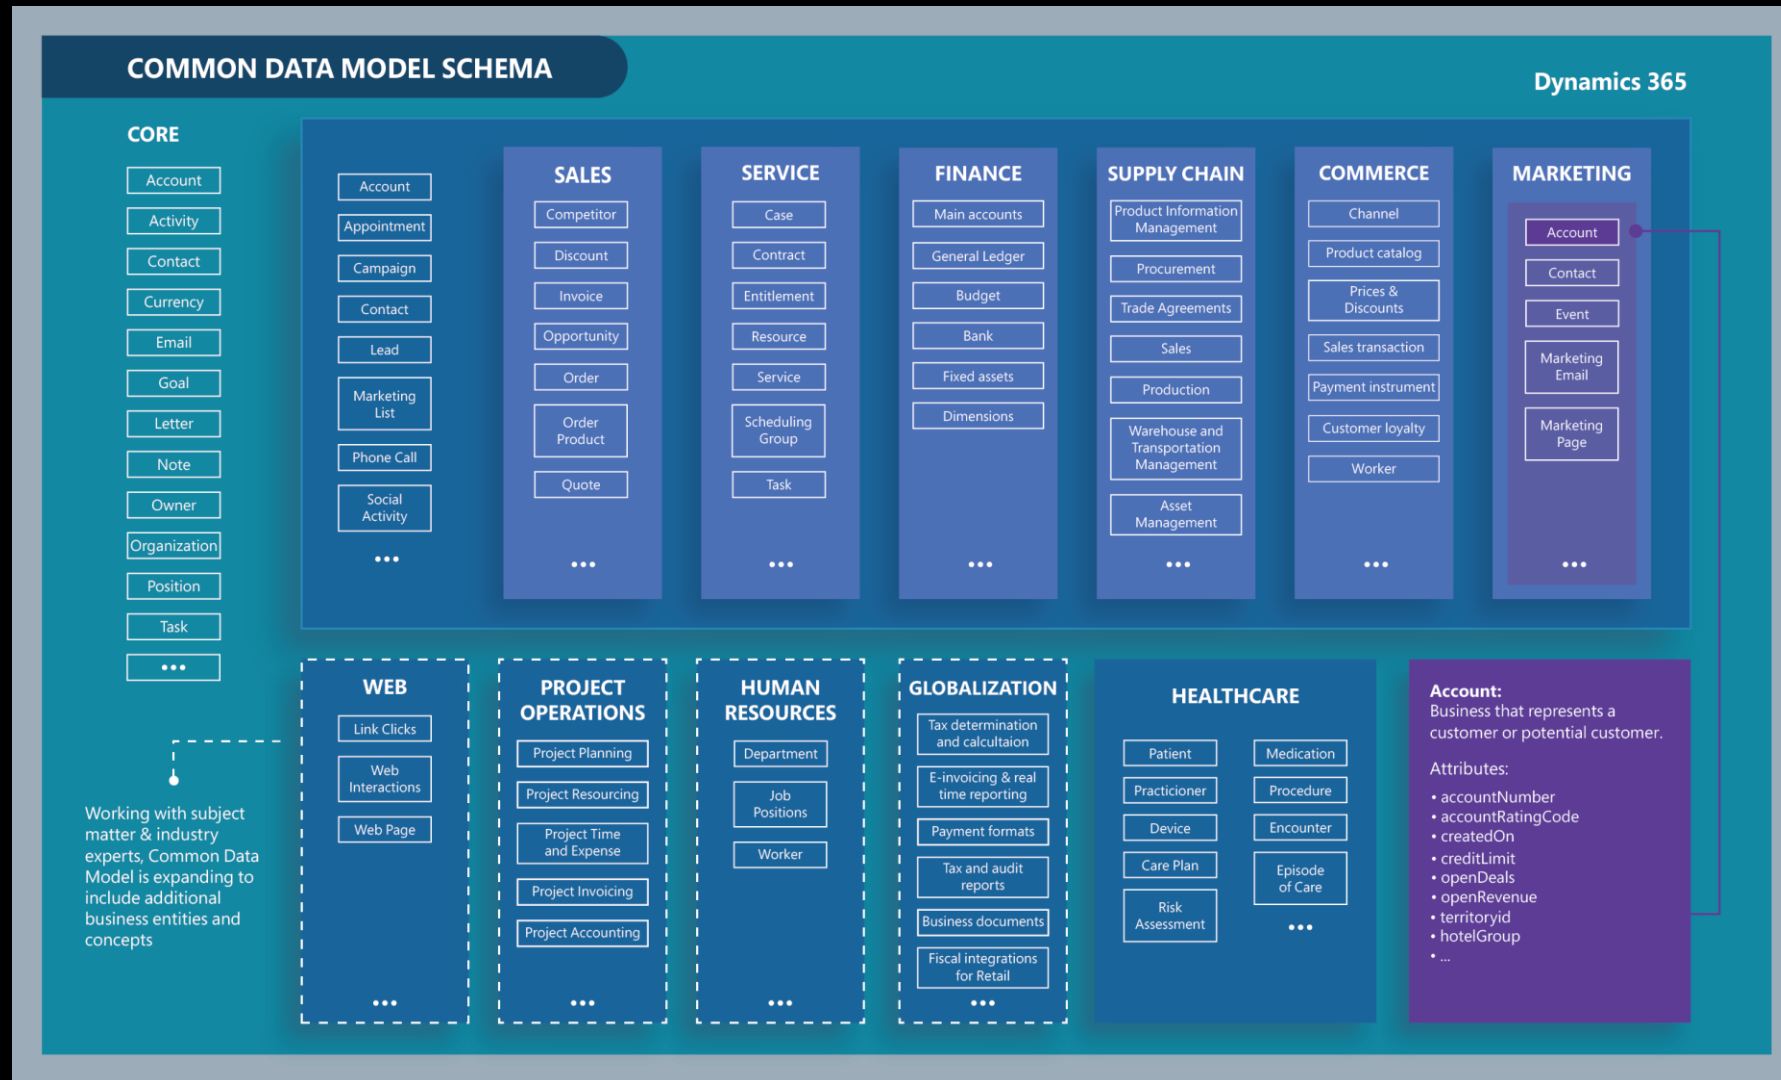 COMMON DATA MODEL SCHEMA
Dynamics 365
CORE
Account
Activity
Contact
Currency
Email
Goal
Letter
Note
Owner
Organization
Position
Task
•••
Account
Appointment
Campaign
Contact
Lead
Marketing
List
Phone Call
Social
Activity
•••
SALES
Competitor
Discount
Invoice
Opportunity
Order
Order
Product
Quote
•••
SERVICE
Case
Contract
Entitlement
Resource
Service
Scheduling
Group
Task
•••
FINANCE
Main accounts
General Ledger
Budget
Bank
Fixed assets
Dimensions
•••
SUPPLY CHAIN
Product Information
Management
Procurement
Trade Agreements
Sales
Production
Warehouse and
Transportation
Management
Asset
Management
•••
COMMERCE
Channel
Product catalog
Prices &
Discounts
Sales transaction
Payment instrument
Customer loyalty
Worker
•••
MARKETING
Account
Contact
Event
Marketing
Email
Marketing
Page
•••
Working with subject
matter & industry
experts, Common Data
Model is expanding to
include additional
business entities and
concepts
WEB
Link Clicks
Web
Interactions
Web Page
•••
PROJECT
OPERATIONS
Project Planning
Project Resourcing
Project Time
and Expense
Project Invoicing
Project Accounting
•••
HUMAN
RESOURCES
Department
Job
Positions
Worker
•••
GLOBALIZATION
Tax determination
and calcultaion
E-invoicing & real
time reporting
Payment formats
Tax and audit
reports
Business documents
Fiscal integrations
for Retail
•••
HEALTHCARE
Patient
Practicioner
Device
Care Plan
Risk
Assessment
Medication
Procedure
Encounter
Episode
of Care
•••
Account:
Business that represents a
customer or potential customer.
Attributes:
• accountNumber
• accountRatingCode
• createdOn
• creditLimit
• openDeals
• openRevenue
• territoryid
• hotelGroup
• ...